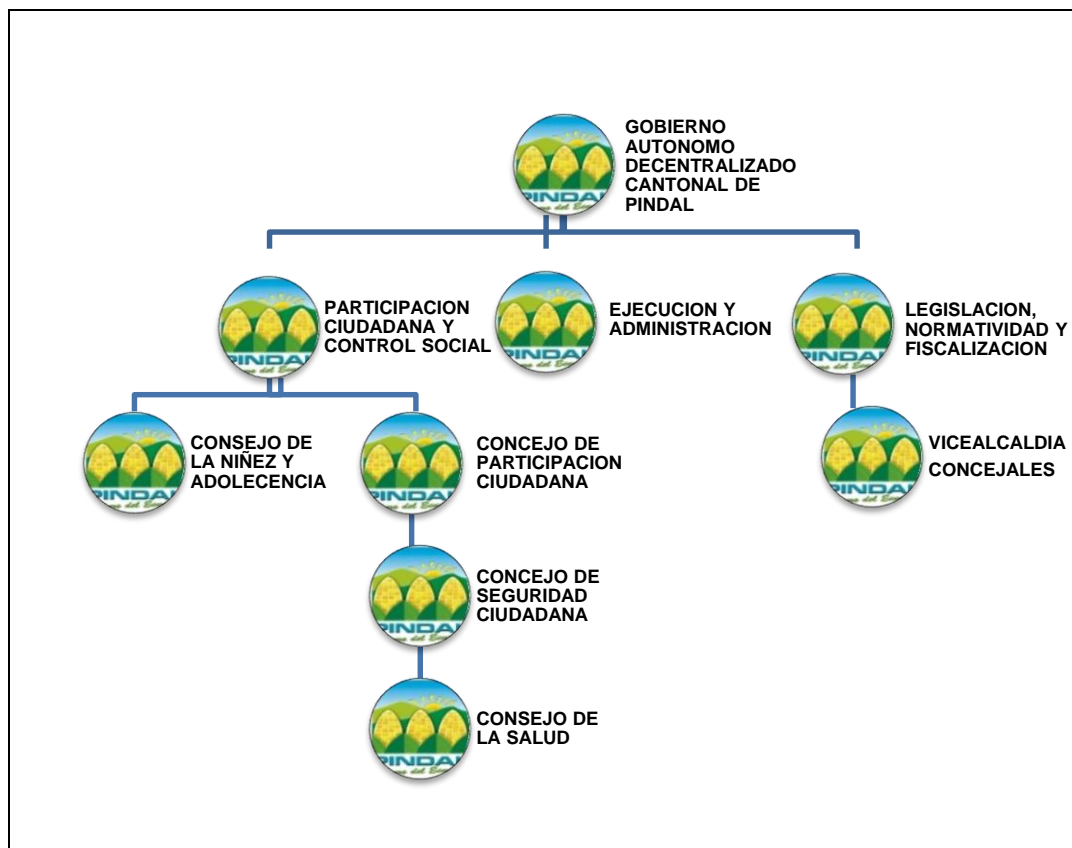 GOBIERNO
AUTONOMO
DECENTRALIZADO
CANTONAL DE
PINDAL
PARTICIPACION
CIUDADANA Y
CONTROL SOCIAL
EJECUCION Y
ADMINISTRACION
LEGISLACION,
NORMATIVIDAD Y
FISCALIZACION
CONSEJO DE
LA NIÑEZ Y
ADOLECENCIA
CONCEJO DE
PARTICIPACION
CIUDADANA
VICEALCALDIA
CONCEJALES
CONCEJO DE
SEGURIDAD
CIUDADANA
CONSEJO DE
LA SALUD